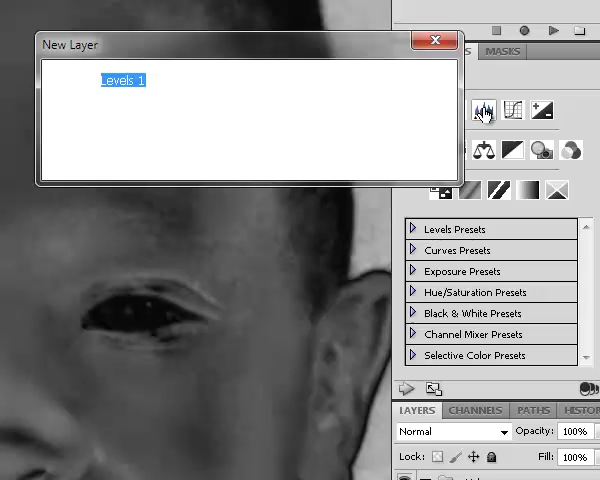 New Layer
Levels 1
MASKS
Levels Presets
Curves Presets
Exposure Presets
Hue/Saturation Presets
Black & White Presets
Channel Mixer Presets
Selective Color Presets
LAYERS CHANNELS PATHS HISTOR
Normal Opacity: 100%
Lock: Fill: 100%